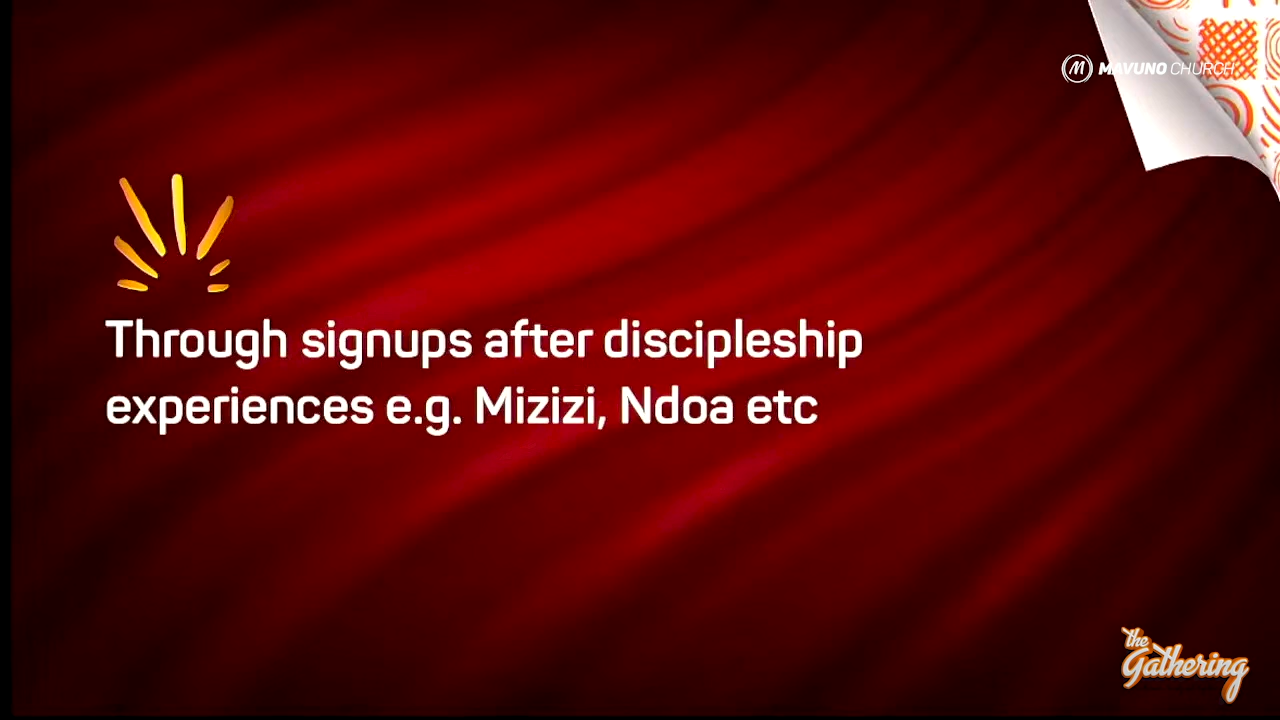 MAVUNO CHURCH
Through signups after discipleship
experiences e.g. Mizizi, Ndoa etc
the
Gathering